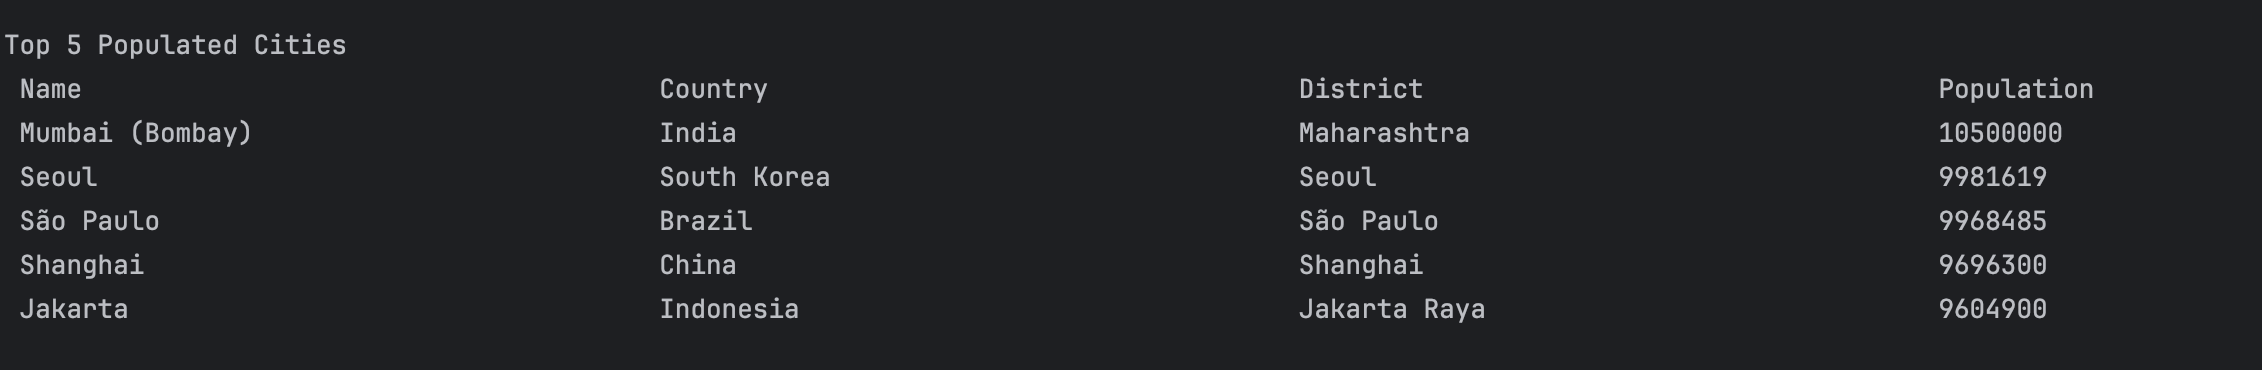 Top 5 Populated Cities
Name Country District Population
Mumbai (Bombay) India Maharashtra 10500000
Seoul South Korea Seoul 9981619
São Paulo Brazil São Paulo 9968485
Shanghai China Shanghai 9696300
Jakarta Indonesia Jakarta Raya 9604900